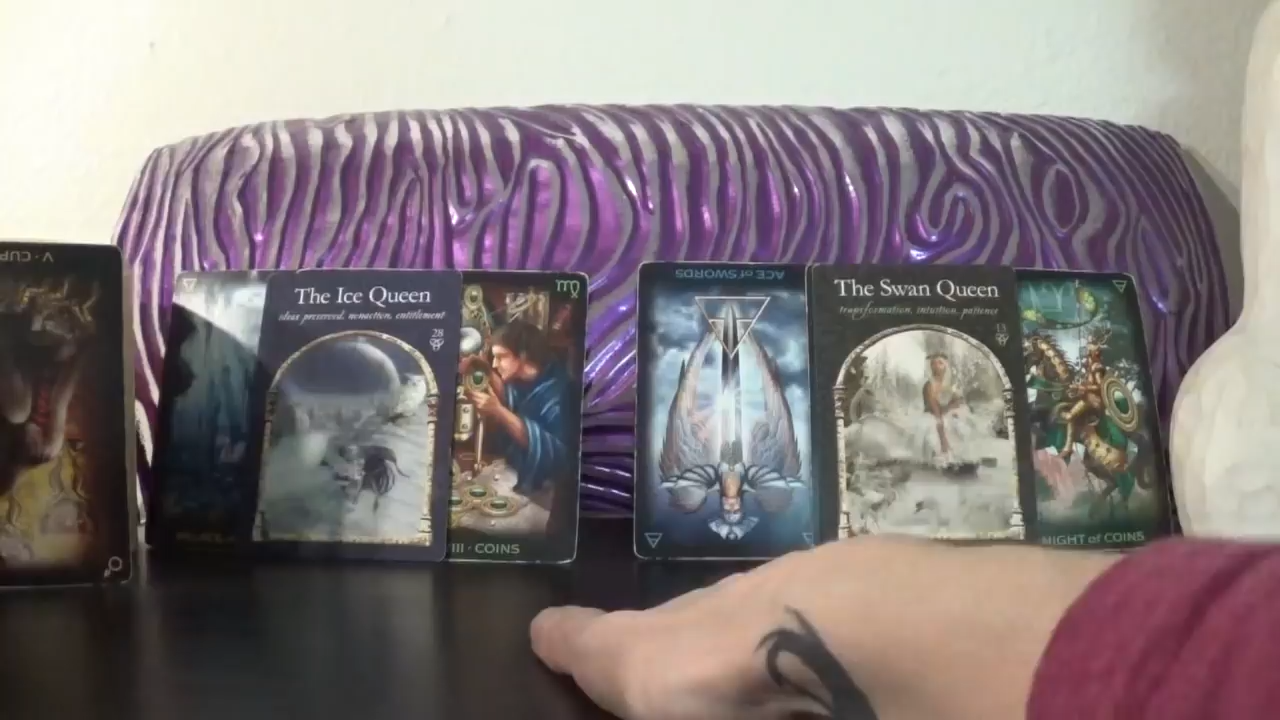 V · CUP
The Ice Queen
ideas preserved, nonaction, entitlement
28
III · COINS
ACE of SWORDS
The Swan Queen
transformation, intuition, patience
13
NIGHT of COINS